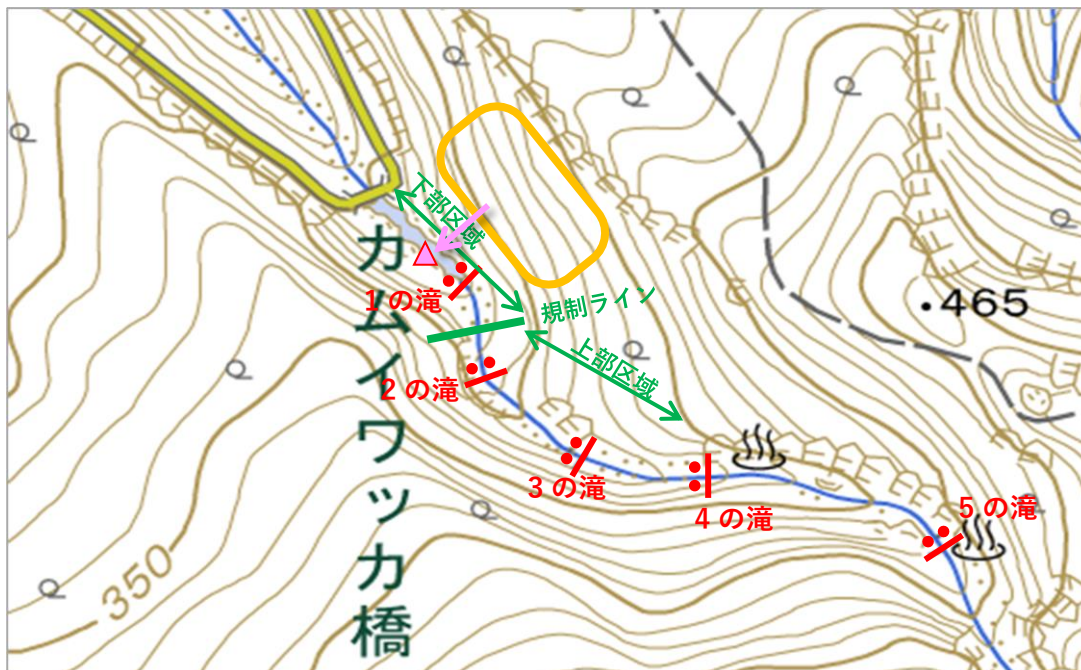 下部区域
カムイワッカ橋
1の滝
規制ライン
・465
上部区域
2の滝
3の滝
4の滝
5の滝
350